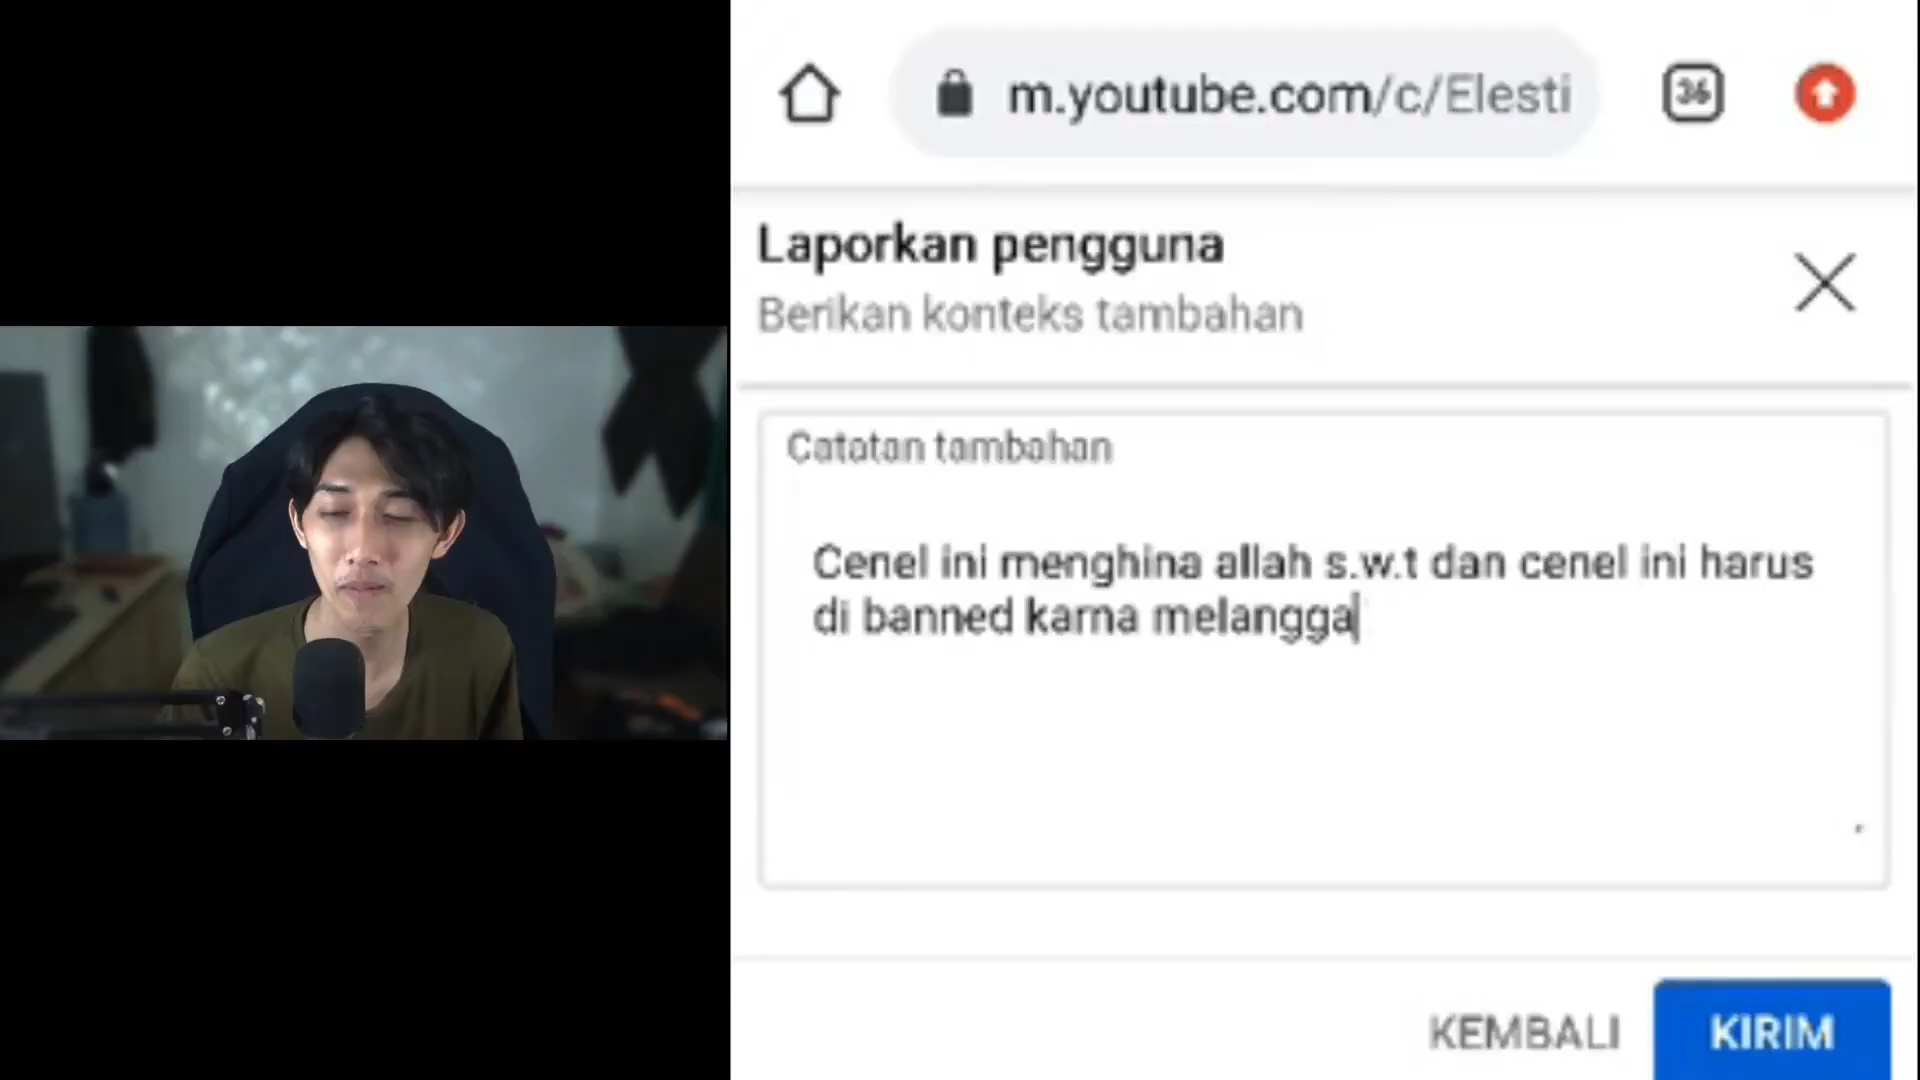 m.youtube.com/c/Elesti
36
Laporkan pengguna
Berikan konteks tambahan
Catatan tambahan
Cenel ini menghina allah s.w.t dan cenel ini harus
di banned karna melangga
KEMBALI
KIRIM